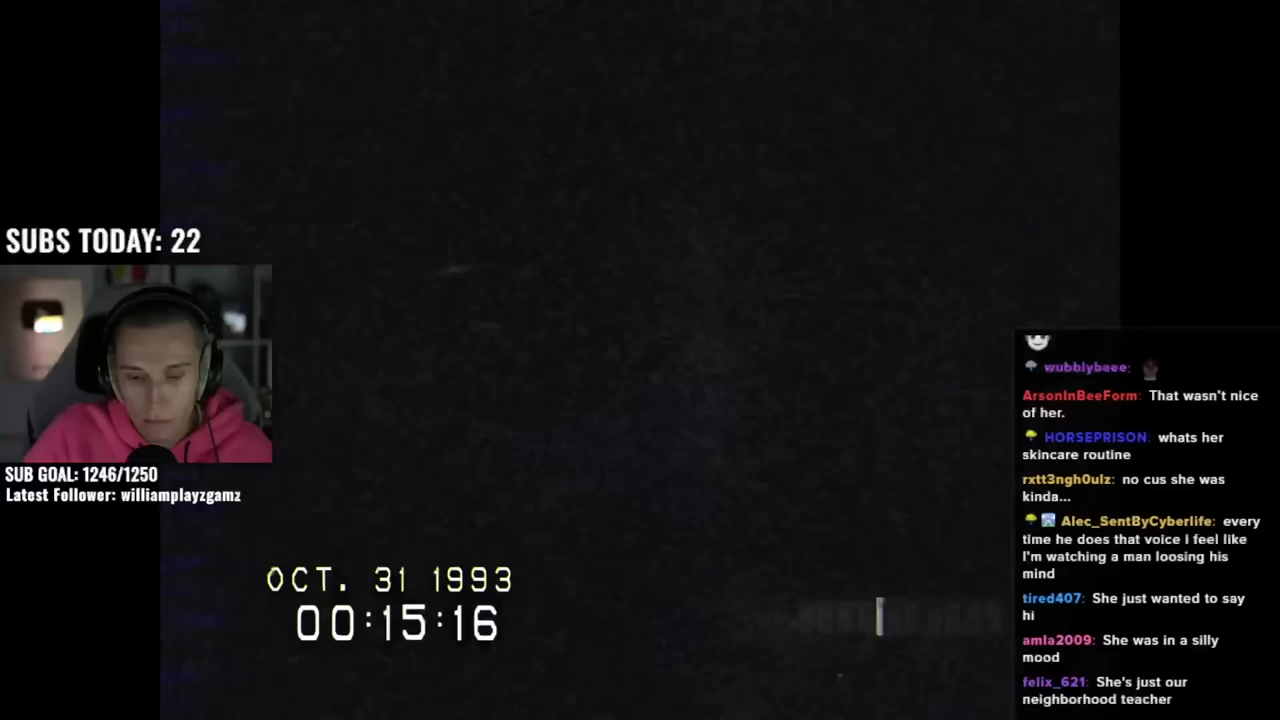 SUBS TODAY: 22
SUB GOAL: 1246/1250
Latest Follower: williamplayzgamz
OCT. 31 1993
00:15:16
wubblybeee:
ArsonInBeeForm: That wasn't nice
of her.
HORSEPRISON: whats her
skincare routine
rxtt3ngh0ulz: no cus she was
kinda...
Alec_SentByCyberlife: every
time he does that voice i feel like
I'm watching a man loosing his
mind
tired407: She just wanted to say
hi
amla2009: She was in a silly
mood
felix_621: She's just our
neighborhood teacher